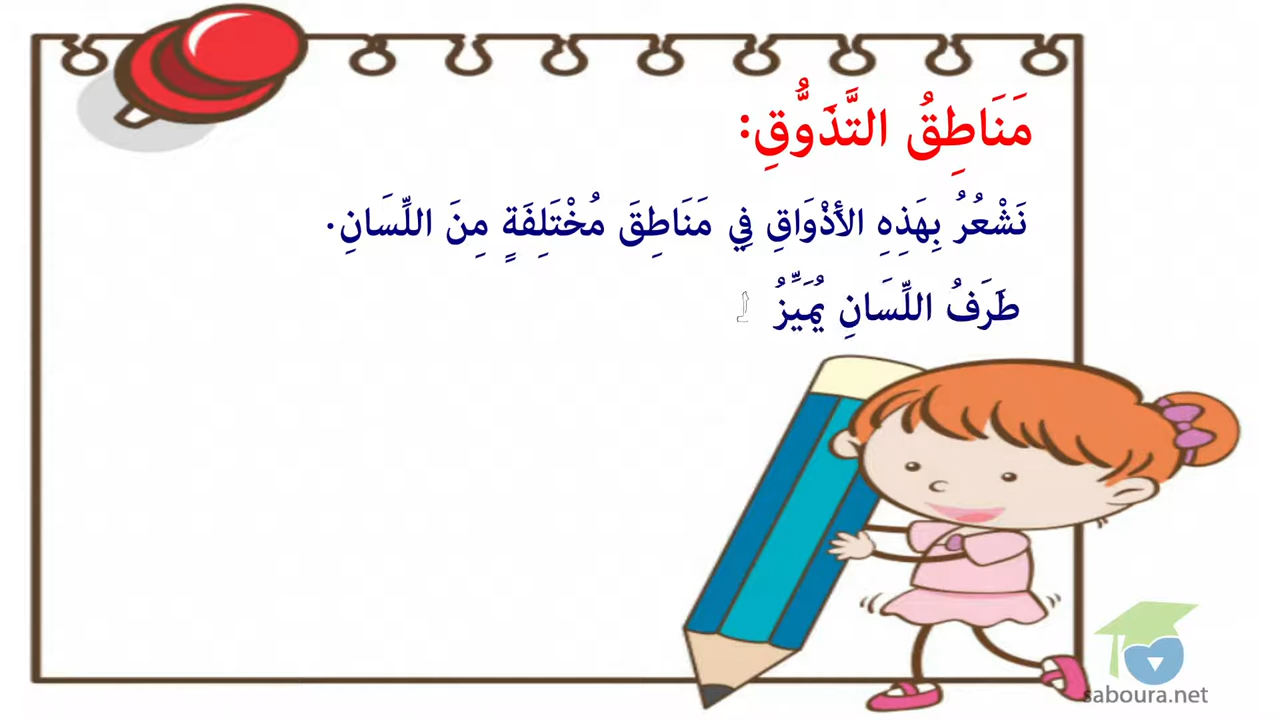 مَنَاطِقُ التَّذَوُّقِ:
نَشْعُرُ بِهَذِهِ الأَذْوَاقِ فِي مَنَاطِقَ مُخْتَلِفَةٍ مِنَ اللِّسَانِ.
طَرَفُ اللِّسَانِ يُمَيِّزُ
saboura.net